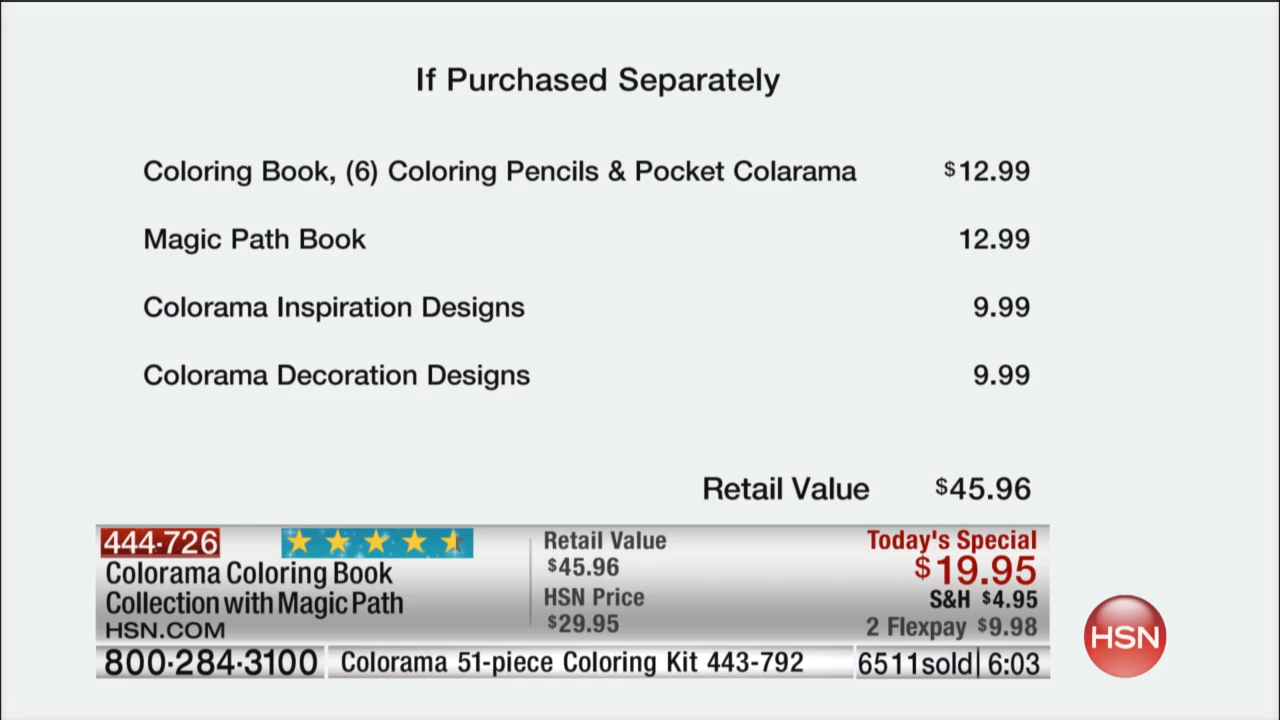 If Purchased Separately
Coloring Book, (6) Coloring Pencils & Pocket Colarama $12.99
Magic Path Book 12.99
Colorama Inspiration Designs 9.99
Colorama Decoration Designs 9.99
Retail Value $45.96
444-726
Colorama Coloring Book
Collection with Magic Path
HSN.COM
Retail Value
$45.96
HSN Price
$29.95
Today's Special
$19.95
S&H $4.95
2 Flexpay $9.98
800·284·3100 Colorama 51-piece Coloring Kit 443-792 6511sold| 6:03
HSN